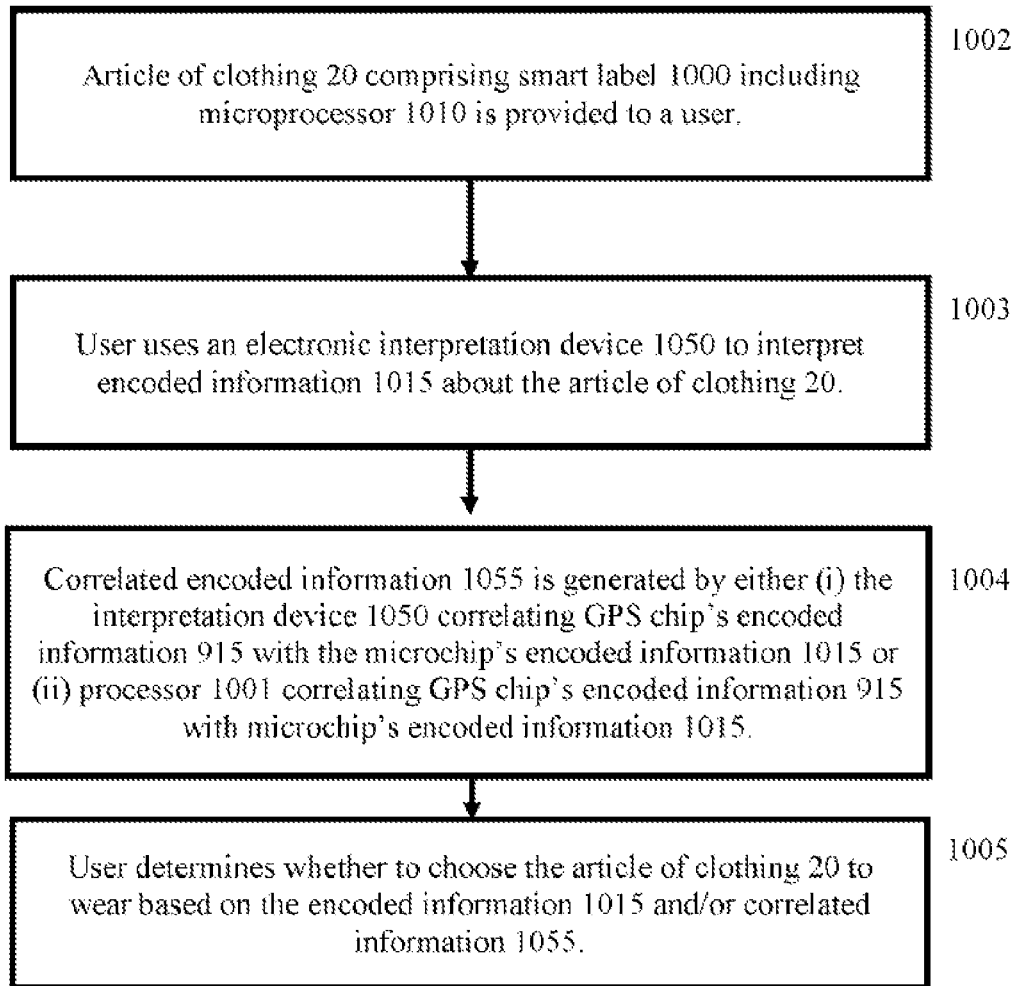 1002
Article of clothing 20 comprising smart label 1000 including
microprocessor 1010 is provided to a user.
1003
User uses an electronic interpretation device 1050 to interpret
encoded information 1015 about the article of clothing 20.
1004
Correlated encoded information 1055 is generated by either (i) the
interpretation device 1050 correlating GPS chip's encoded
information 915 with the microchip's encoded information 1015 or
(ii) processor 1001 correlating GPS chip's encoded information 915
with microchip's encoded information 1015.
1005
User determines whether to choose the article of clothing 20 to
wear based on the encoded information 1015 and/or correlated
information 1055.